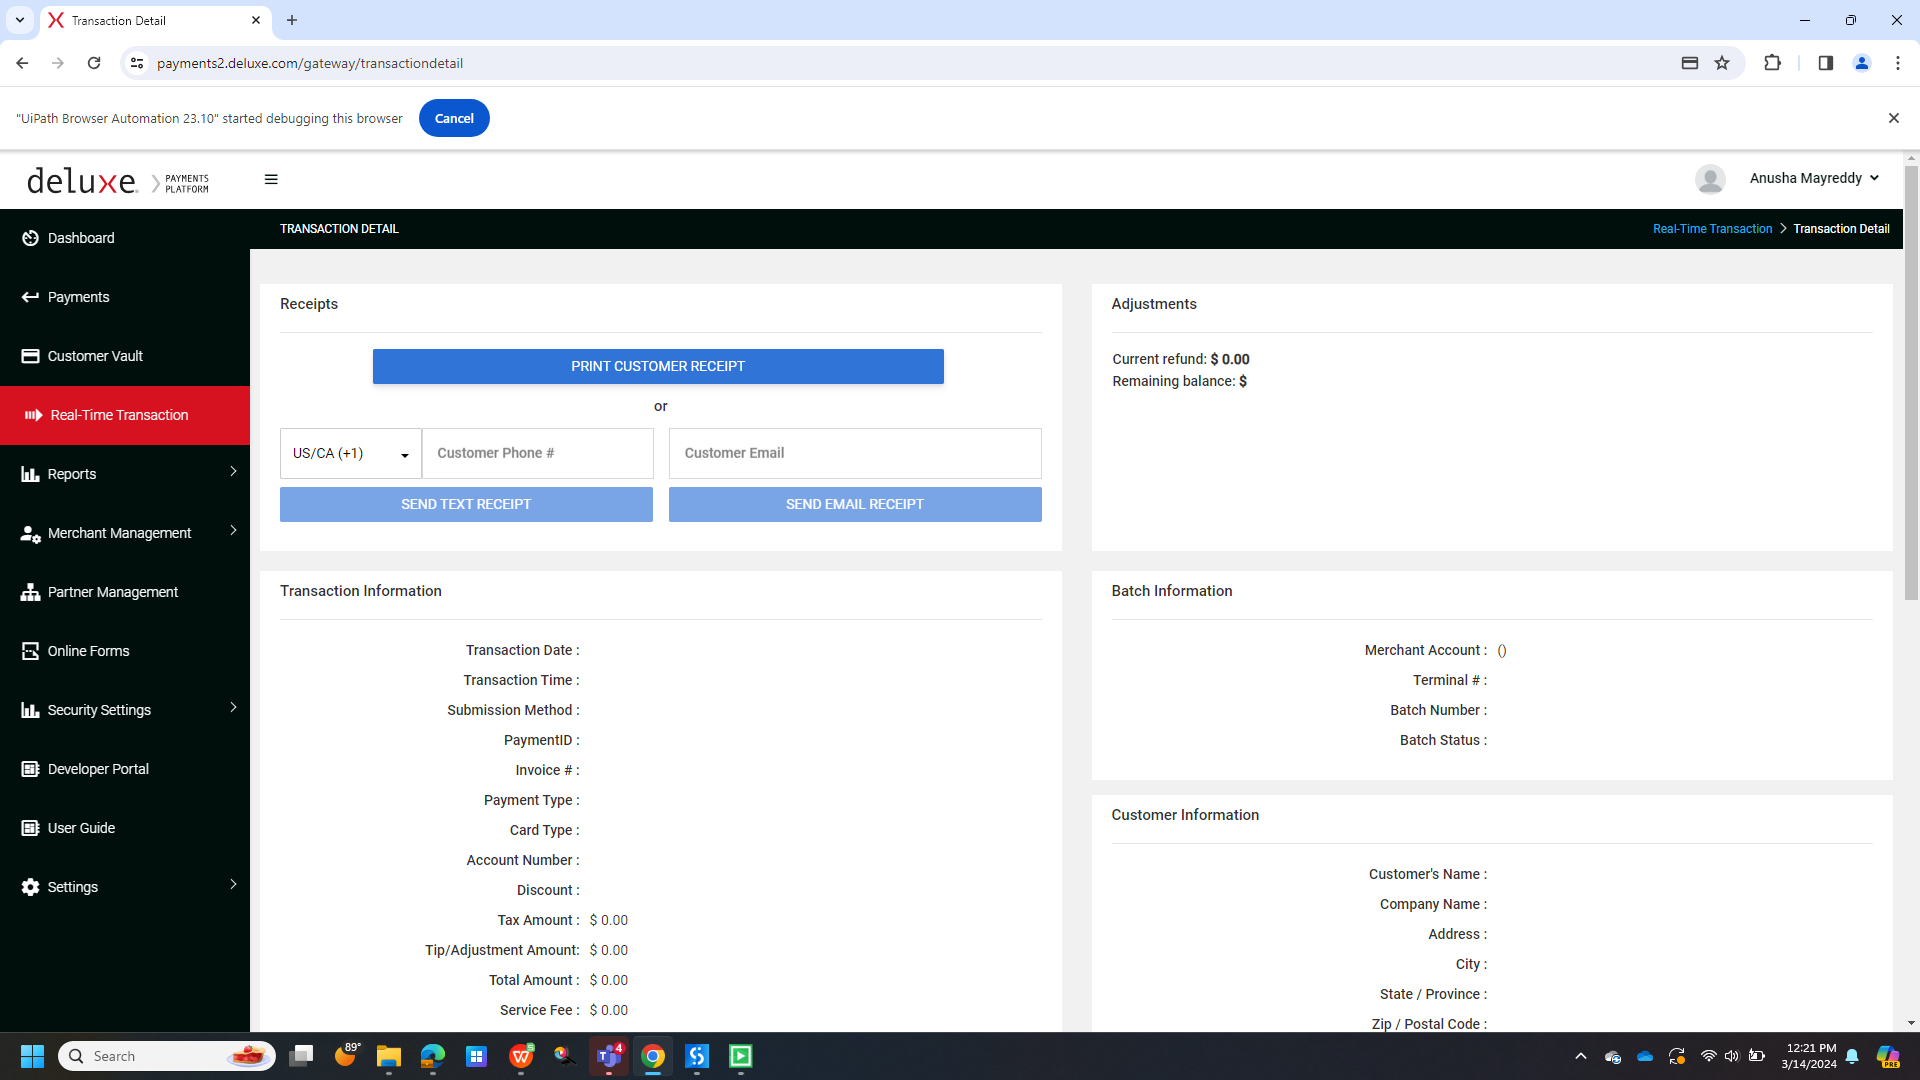 Transaction Detail
payments2.deluxe.com/gateway/transactiondetail
"UiPath Browser Automation 23.10" started debugging this browser
Cancel
deluxe.
PAYMENTS
PLATFORM
Anusha Mayreddy
Dashboard
Payments
Customer Vault
Real-Time Transaction
Reports
Merchant Management
Partner Management
Online Forms
Security Settings
Developer Portal
User Guide
Settings
TRANSACTION DETAIL
Real-Time Transaction > Transaction Detail
Receipts
PRINT CUSTOMER RECEIPT
or
US/CA (+1)
Customer Phone #
Customer Email
SEND TEXT RECEIPT
SEND EMAIL RECEIPT
Adjustments
Current refund: $ 0.00
Remaining balance: $
Transaction Information
Transaction Date :
Transaction Time :
Submission Method :
PaymentID :
Invoice # :
Payment Type :
Card Type :
Account Number :
Discount :
Tax Amount : $ 0.00
Tip/Adjustment Amount: $ 0.00
Total Amount : $ 0.00
Service Fee : $ 0.00
Batch Information
Merchant Account : ()
Terminal # :
Batch Number :
Batch Status :
Customer Information
Customer's Name :
Company Name :
Address :
City :
State / Province :
Zip / Postal Code :
Search
89°
4
12:21 PM
3/14/2024
PRE